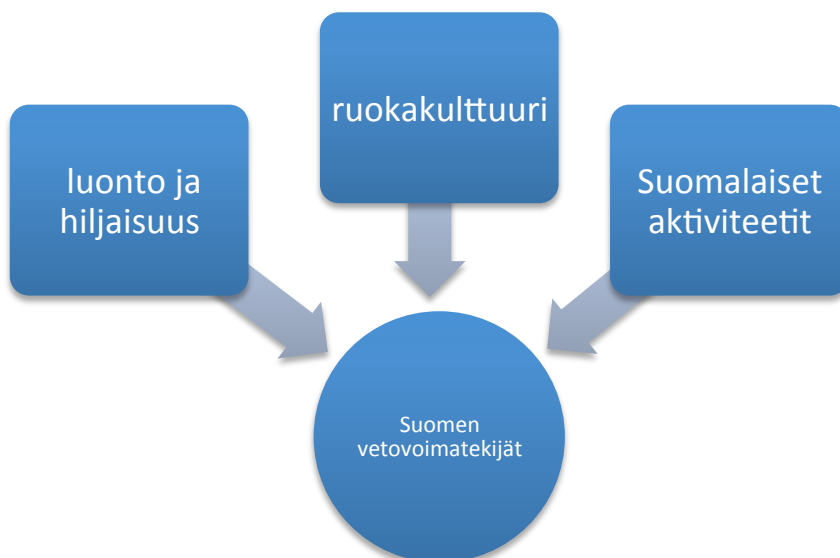 luonto ja
hiljaisuus
ruokakulttuuri
Suomalaiset
aktiviteetit
Suomen
vetovoimatekijät